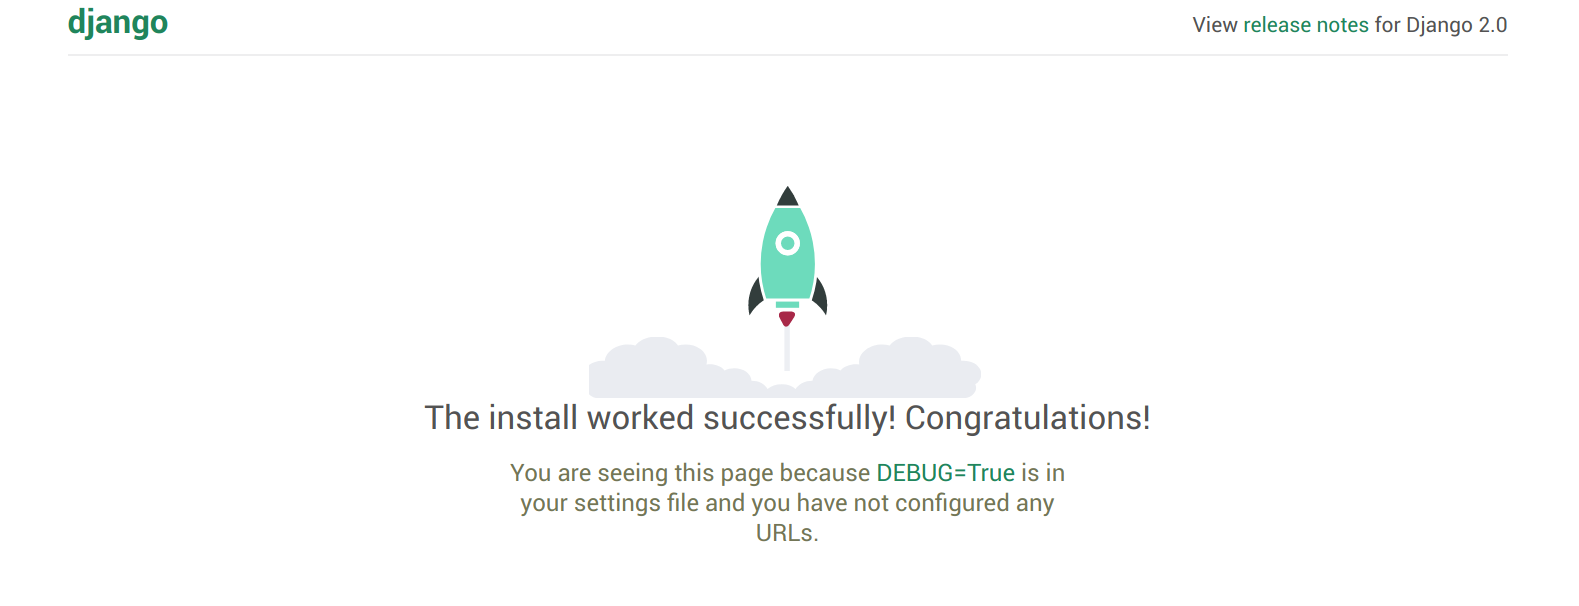 django
View release notes for Django 2.0
The install worked successfully! Congratulations!
You are seeing this page because DEBUG=True is in
your settings file and you have not configured any
URLs.